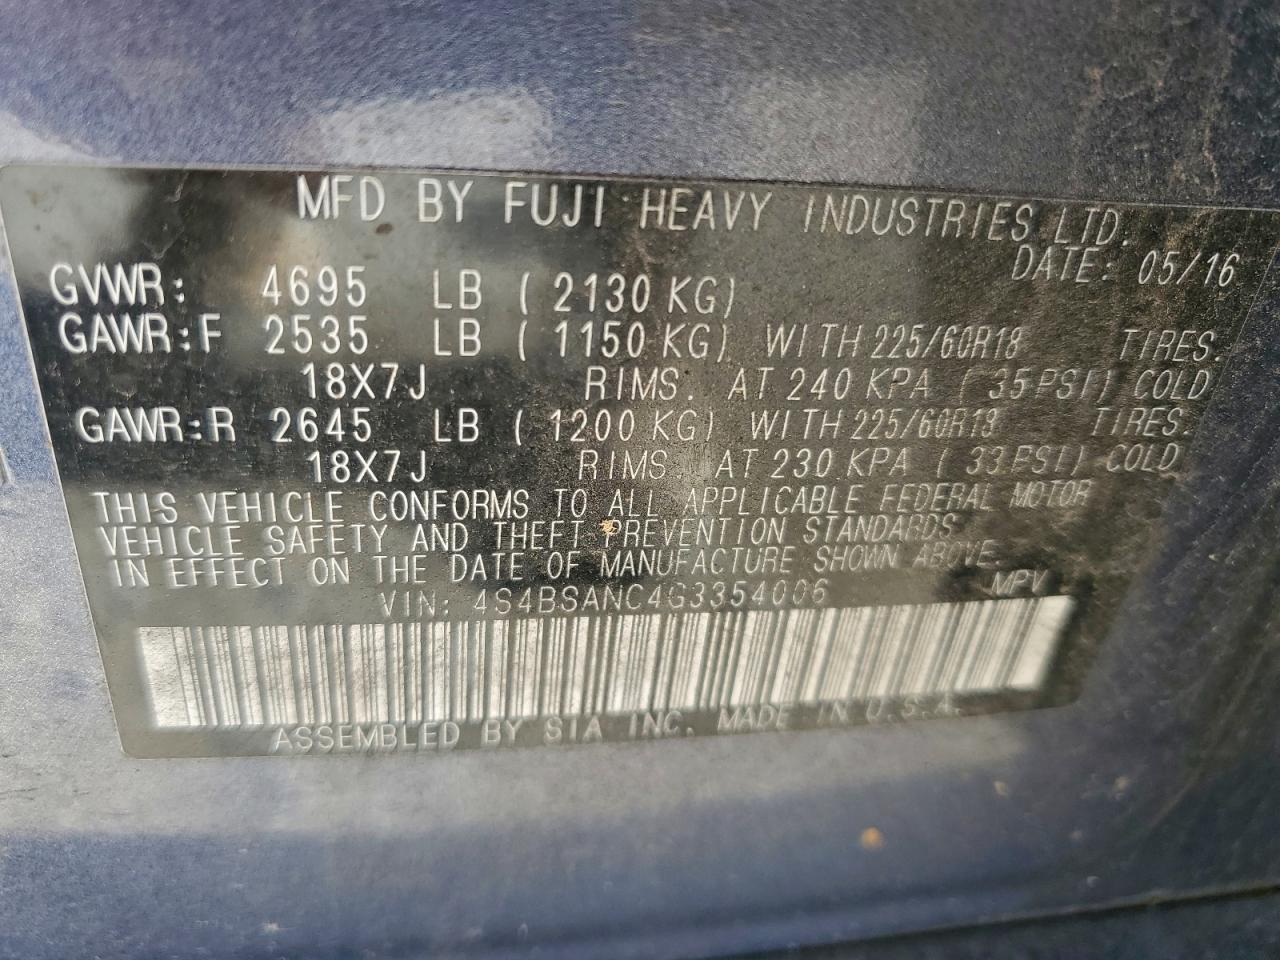 MFD BY FUJI HEAVY INDUSTRIES LTD.
DATE: 05/16
GVWR: 4695 LB ( 2130 KG)
GAWR:F 2535 LB ( 1150 KG) WITH 225/60R18 TIRES.
18X7J RIMS. AT 240 KPA ( 35 PSI) COLD
GAWR:R 2645 LB ( 1200 KG) WITH 225/60R18 TIRES.
18X7J RIMS. AT 230 KPA ( 33 PSI) COLD
THIS VEHICLE CONFORMS TO ALL APPLICABLE FEDERAL MOTOR
VEHICLE SAFETY AND THEFT PREVENTION STANDARDS
IN EFFECT ON THE DATE OF MANUFACTURE SHOWN ABOVE.
VIN: 4S4BSANC4G3354006 MPV
ASSEMBLED BY SIA INC. MADE IN U.S.A.